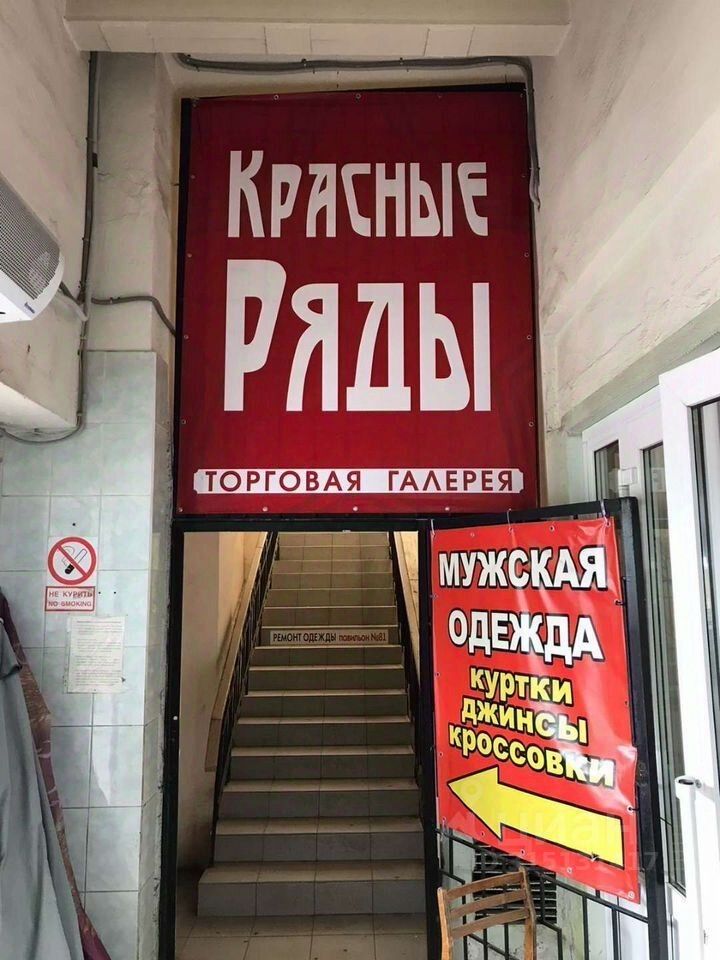 Красные
Ряды
ТОРГОВАЯ ГАЛЕРЕЯ
НЕ КУРИТЬ
NO SMOKING
РЕМОНТ ОДЕЖДЫ павильон №81
МУЖСКАЯ
ОДЕЖДА
куртки
джинсы
кроссовки